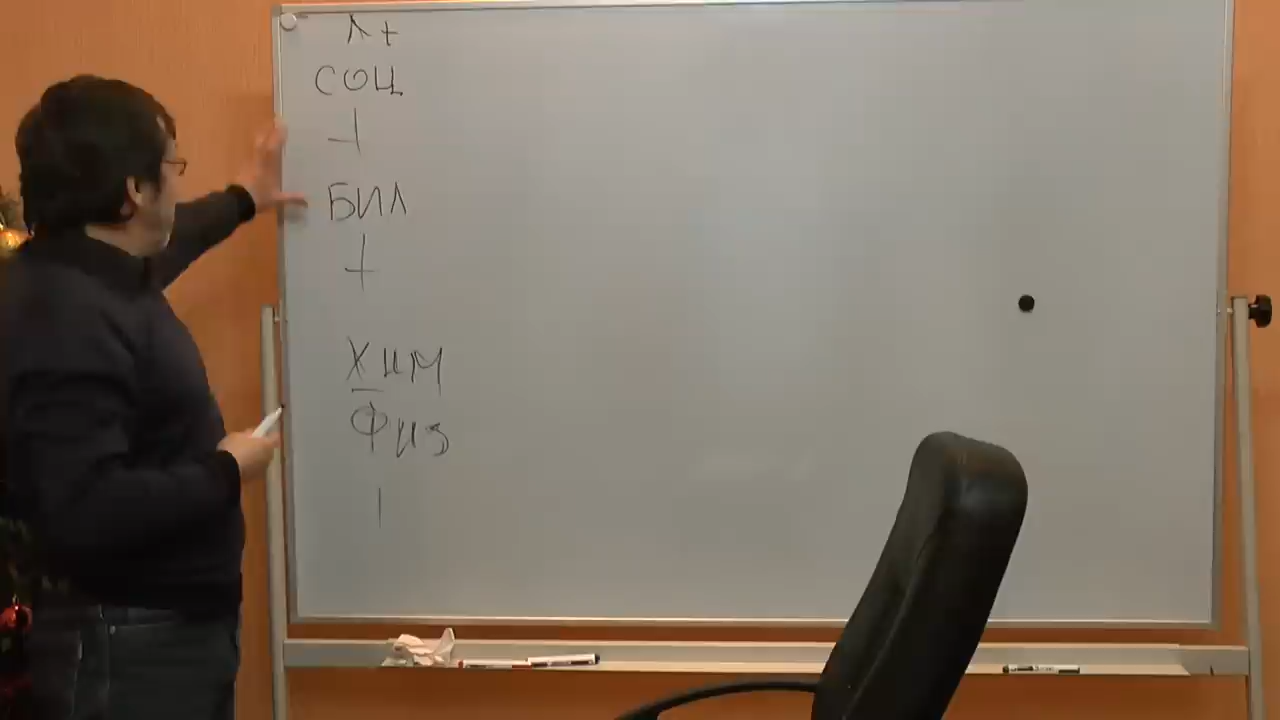 Л +
СОЦ
+
БИЛ
+
ХИМ
Физ
|